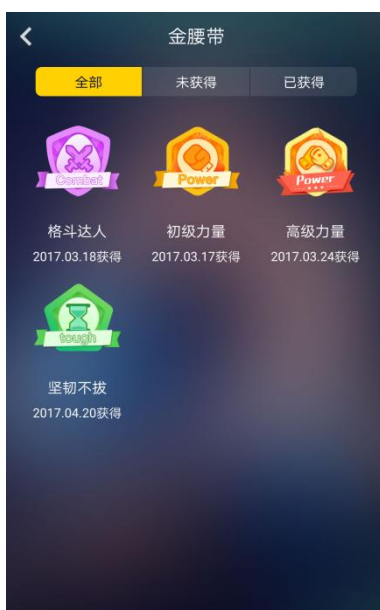 金腰带
全部 未获得 已获得
Combat Power Power
格斗达人 初级力量 高级力量
2017.03.18获得 2017.03.17获得 2017.03.24获得
tough
坚韧不拔
2017.04.20获得